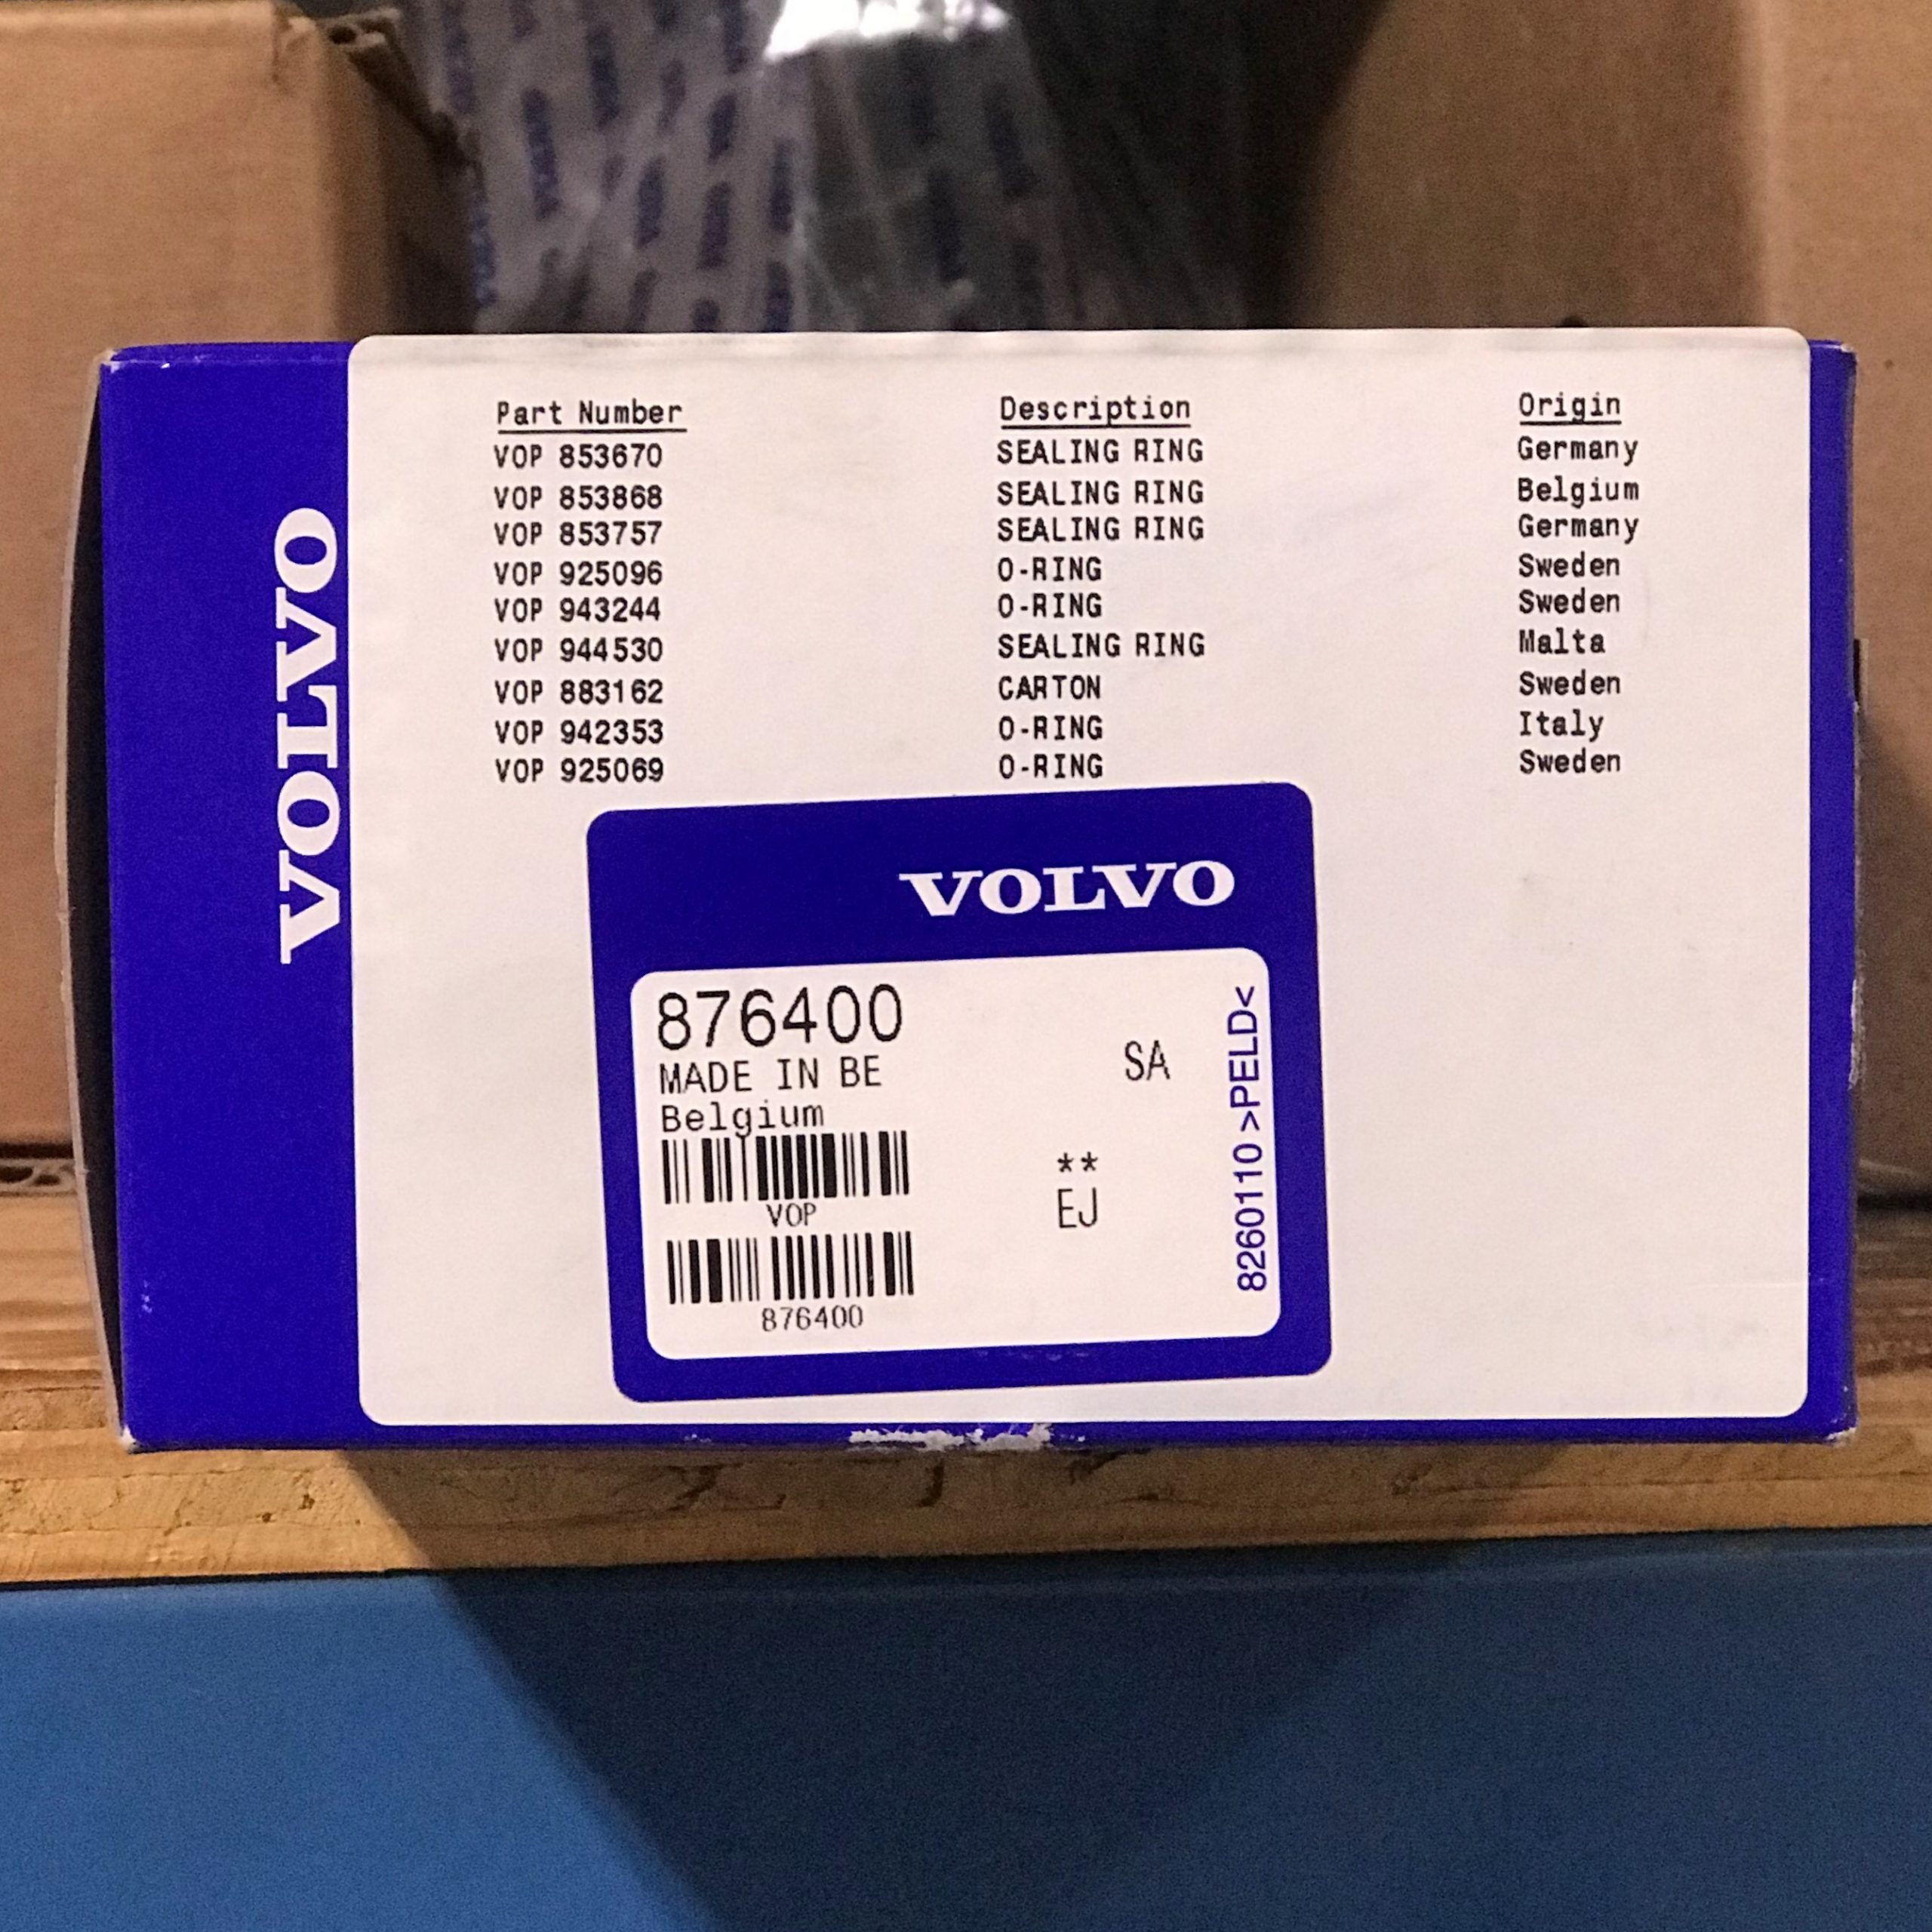 VOLVO
Part Number Description Origin
VOP 853670 SEALING RING Germany
VOP 853868 SEALING RING Belgium
VOP 853757 SEALING RING Germany
VOP 925096 O-RING Sweden
VOP 943244 O-RING Sweden
VOP 944530 SEALING RING Malta
VOP 883162 CARTON Sweden
VOP 942353 O-RING Italy
VOP 925069 O-RING Sweden
VOLVO
876400
MADE IN BE
SA
Belgium
VOP
**
EJ
876400
8260110 >PELD<